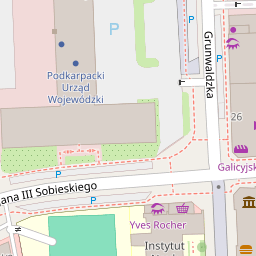 P
Grunwaldzka
Podkarpacki
Urząd
Wojewódzki
26
P
Galicyjsk
P
ana III Sobieskiego
P
Yves Rocher
Instytut